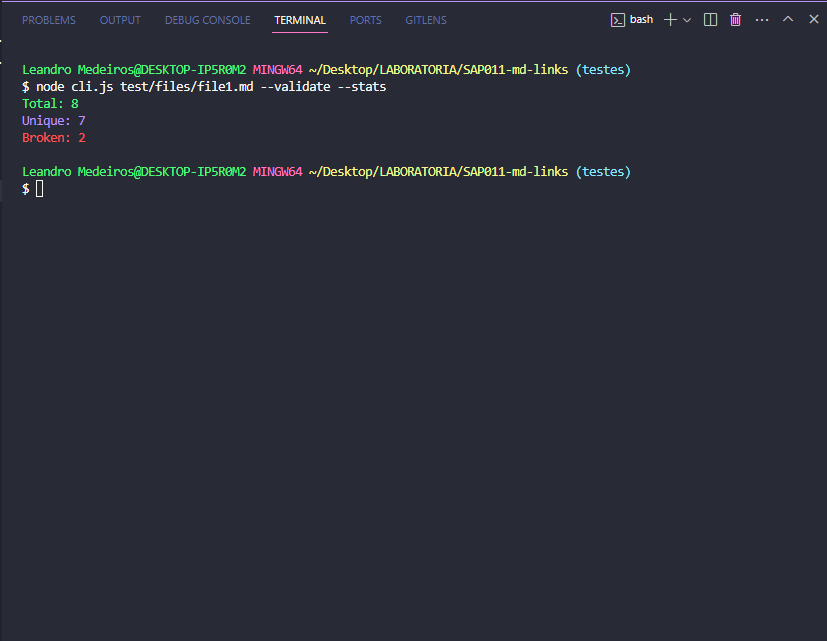 PROBLEMS OUTPUT DEBUG CONSOLE TERMINAL PORTS GITLENS bash
Leandro Medeiros@DESKTOP-IP5R0M2 MINGW64 ~/Desktop/LABORATORIA/SAP011-md-links (testes)
$ node cli.js test/files/file1.md --validate --stats
Total: 8
Unique: 7
Broken: 2
Leandro Medeiros@DESKTOP-IP5R0M2 MINGW64 ~/Desktop/LABORATORIA/SAP011-md-links (testes)
$